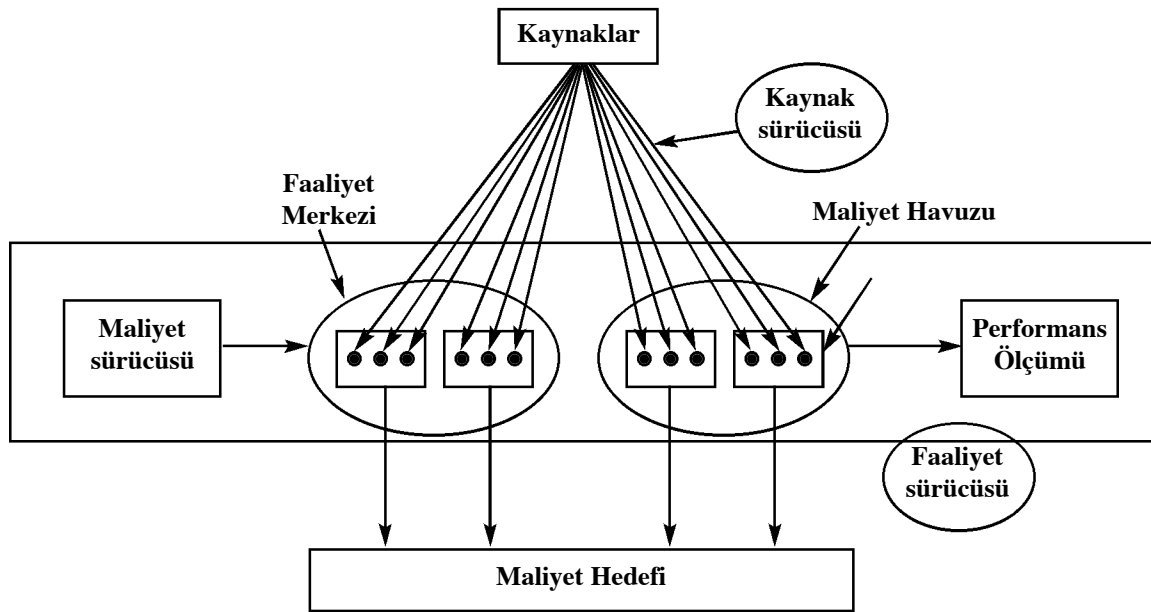 Kaynaklar
Kaynak
sürücüsü
Faaliyet
Merkezi
Maliyet Havuzu
Maliyet
sürücüsü
Performans
Ölçümü
Faaliyet
sürücüsü
Maliyet Hedefi